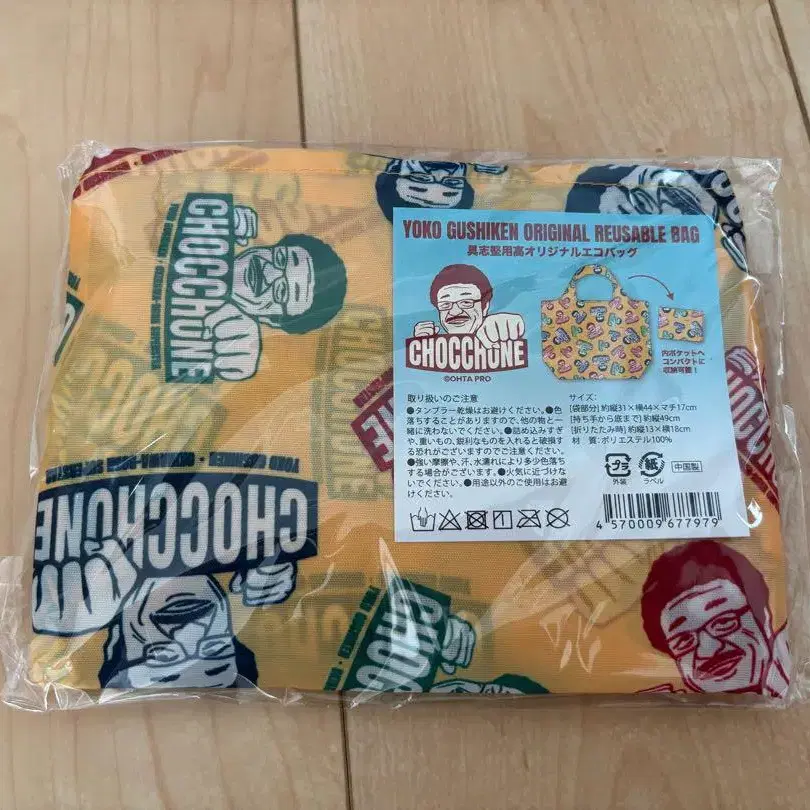 YOKO GUSHIKEN ORIGINAL REUSABLE BAG
具志堅用高オリジナルエコバッグ
CHOCCHUNE
©OHTA PRO
内ポケットへ
コンパクトに
収納可能！
取り扱いのご注意
●タンブラー乾燥はお避けください。●色
落ちすることがありますので、他の物と一
緒に洗わないでください。●詰め込みすぎ
や、重いもの、鋭利なものを入れると破損す
る恐れがございますのでご注意ください。
●強い摩擦や、汗、水濡れにより多少色落ち
する場合がございます。●火気に近づけな
いでください。●用途以外のご使用はお避
けください。
サイズ：
[袋部分] 約縦31×横44×マチ17cm
[持ち手から底まで] 約縦49cm
[折りたたみ時] 約縦13×横18cm
材　質：ポリエステル100%
プラ
外装
紙
ラベル
中国製
4 570009 677979
CHOCCHUNE
CHOCCHUNE
YOKO GUSHIKEN
CHOCCHUNE